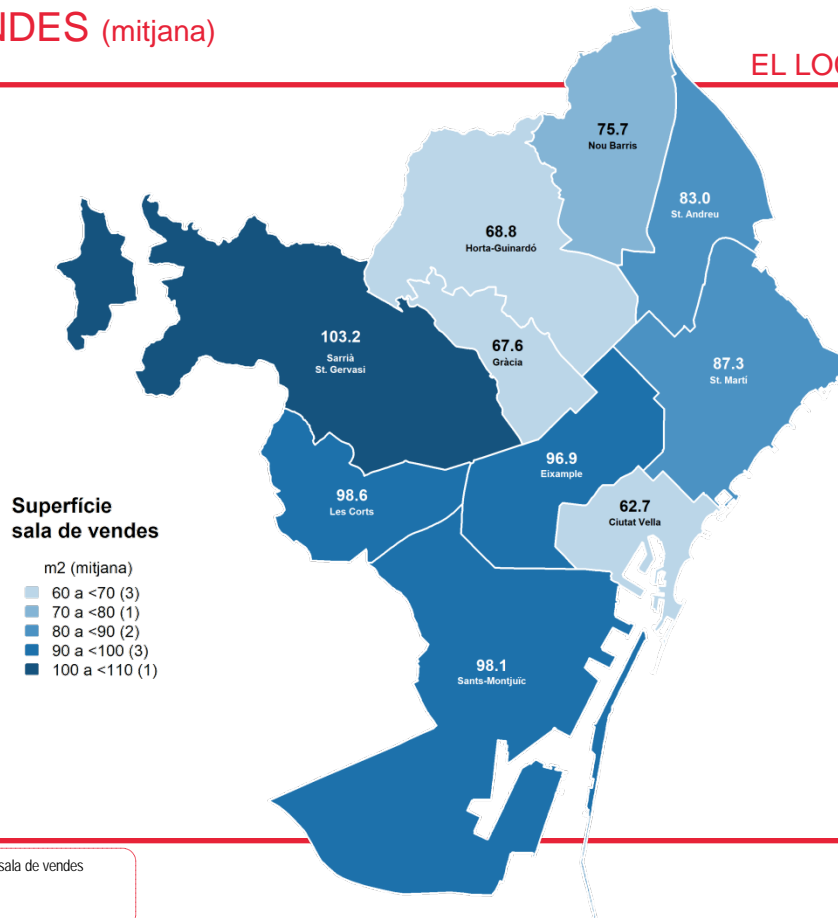 NDES (mitjana)
EL LOC
75.7
Nou Barris
83.0
St. Andreu
68.8
Horta-Guinardó
103.2
Sarrià
St. Gervasi
67.6
Gràcia
87.3
St. Martí
96.9
Eixample
98.6
Les Corts
62.7
Ciutat Vella
Superfície
sala de vendes
m2 (mitjana)
60 a <70 (3)
70 a <80 (1)
80 a <90 (2)
90 a <100 (3)
100 a <110 (1)
98.1
Sants-Montjuïc
sala de vendes